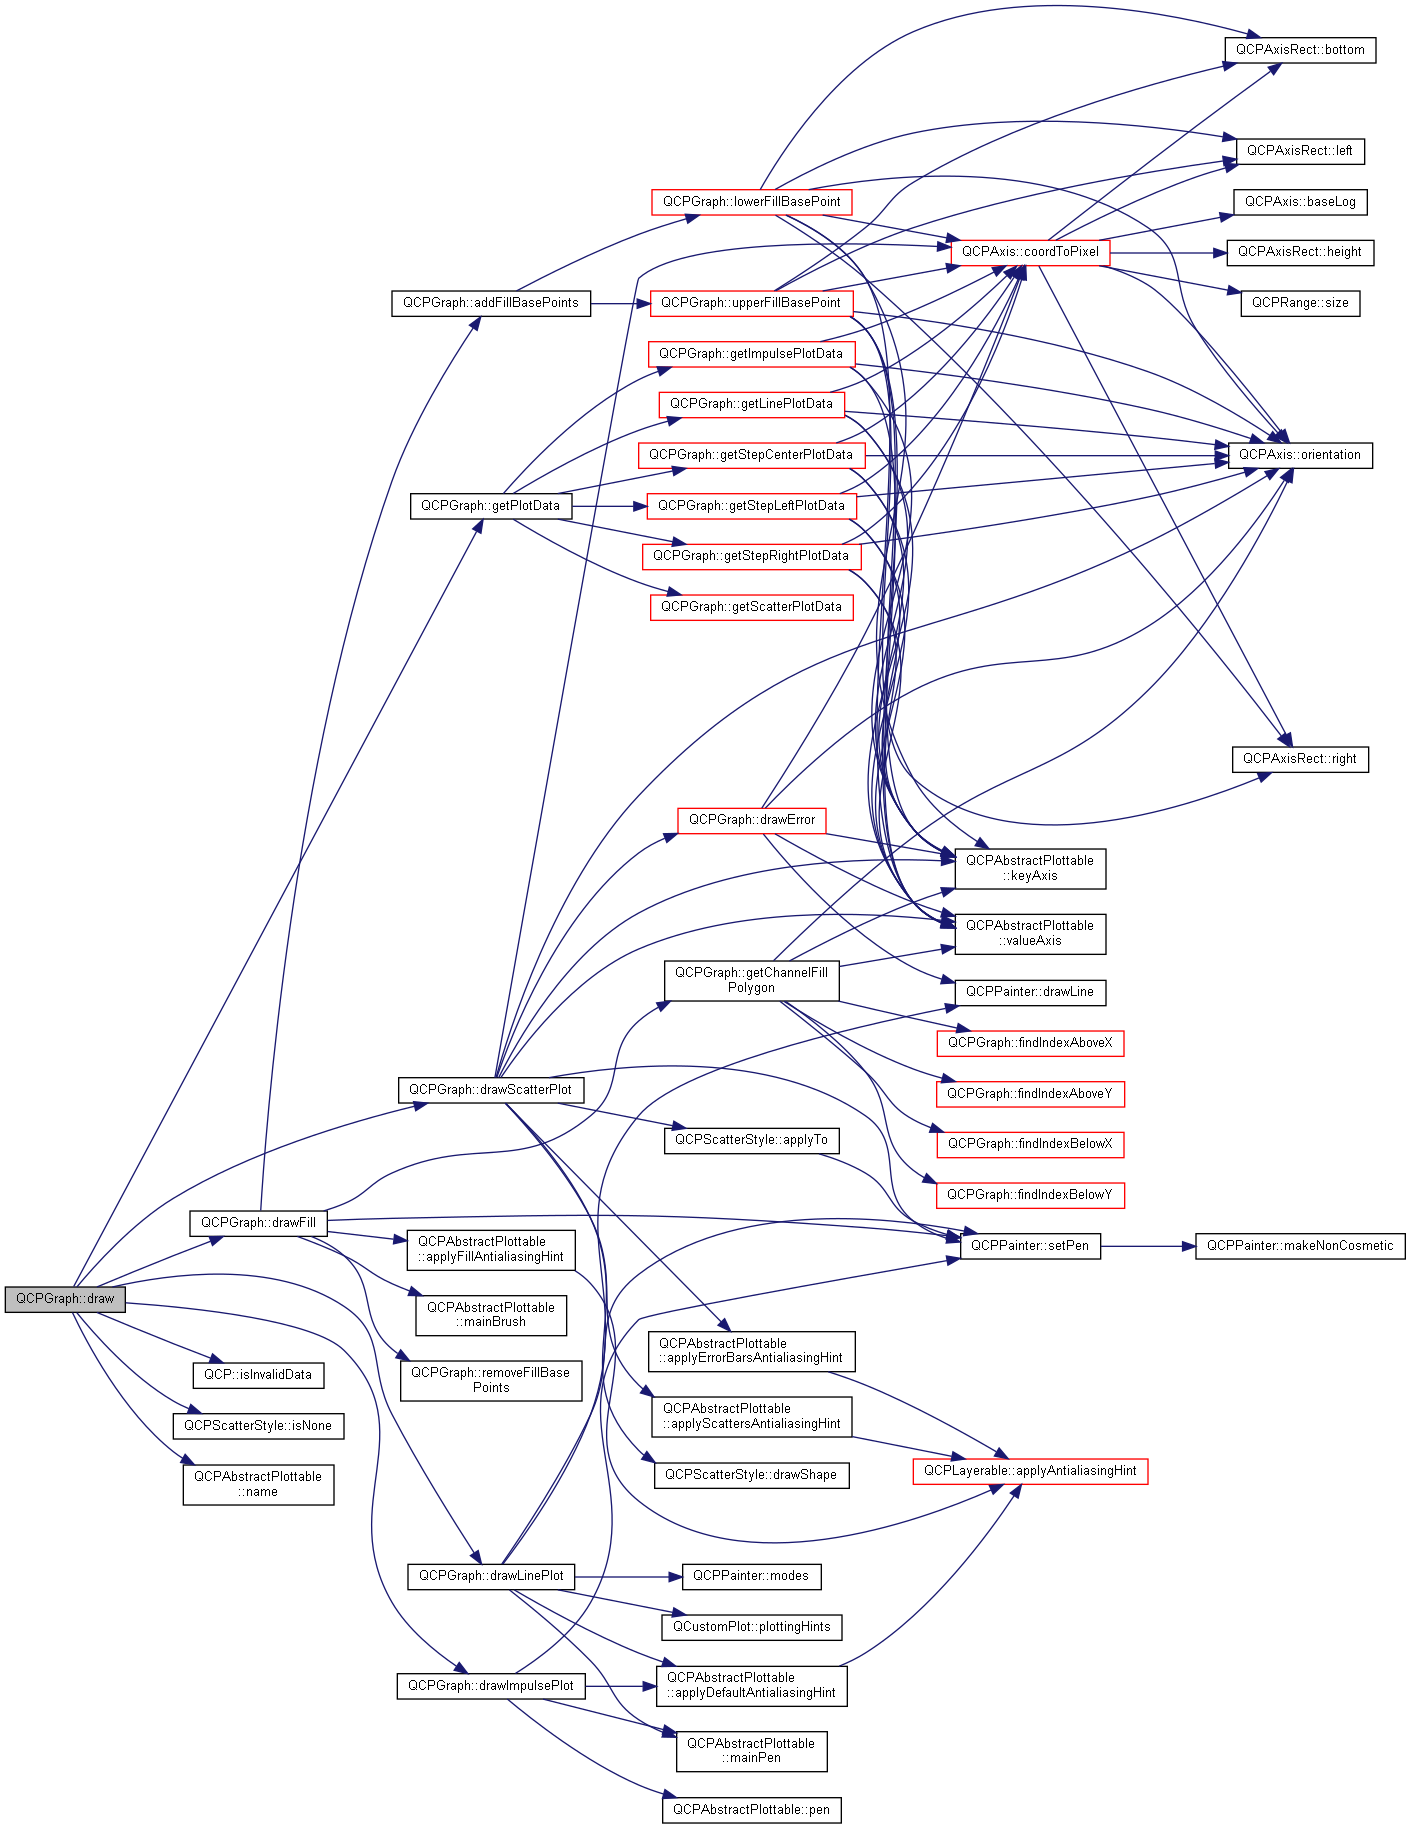 QCPGraph::draw
QCPGraph::getPlotData
QCPGraph::drawScatterPlot
QCPGraph::drawFill
QCP::isInvalidData
QCPScatterStyle::isNone
QCPAbstractPlottable
::name
QCPGraph::addFillBasePoints
QCPAbstractPlottable
::applyFillAntialiasingHint
QCPAbstractPlottable
::mainBrush
QCPGraph::removeFillBase
Points
QCPGraph::drawLinePlot
QCPGraph::drawImpulsePlot
QCPGraph::lowerFillBasePoint
QCPGraph::upperFillBasePoint
QCPGraph::getImpulsePlotData
QCPGraph::getLinePlotData
QCPGraph::getStepCenterPlotData
QCPGraph::getStepLeftPlotData
QCPGraph::getStepRightPlotData
QCPGraph::getScatterPlotData
QCPGraph::drawError
QCPGraph::getChannelFill
Polygon
QCPScatterStyle::applyTo
QCPAbstractPlottable
::applyErrorBarsAntialiasingHint
QCPAbstractPlottable
::applyScattersAntialiasingHint
QCPScatterStyle::drawShape
QCPPainter::modes
QCustomPlot::plottingHints
QCPAbstractPlottable
::applyDefaultAntialiasingHint
QCPAbstractPlottable
::mainPen
QCPAbstractPlottable::pen
QCPAxis::coordToPixel
QCPAbstractPlottable
::keyAxis
QCPAbstractPlottable
::valueAxis
QCPPainter::drawLine
QCPGraph::findIndexAboveX
QCPGraph::findIndexAboveY
QCPGraph::findIndexBelowX
QCPGraph::findIndexBelowY
QCPPainter::setPen
QCPLayerable::applyAntialiasingHint
QCPAxisRect::bottom
QCPAxisRect::left
QCPAxis::baseLog
QCPAxisRect::height
QCPRange::size
QCPAxis::orientation
QCPAxisRect::right
QCPPainter::makeNonCosmetic